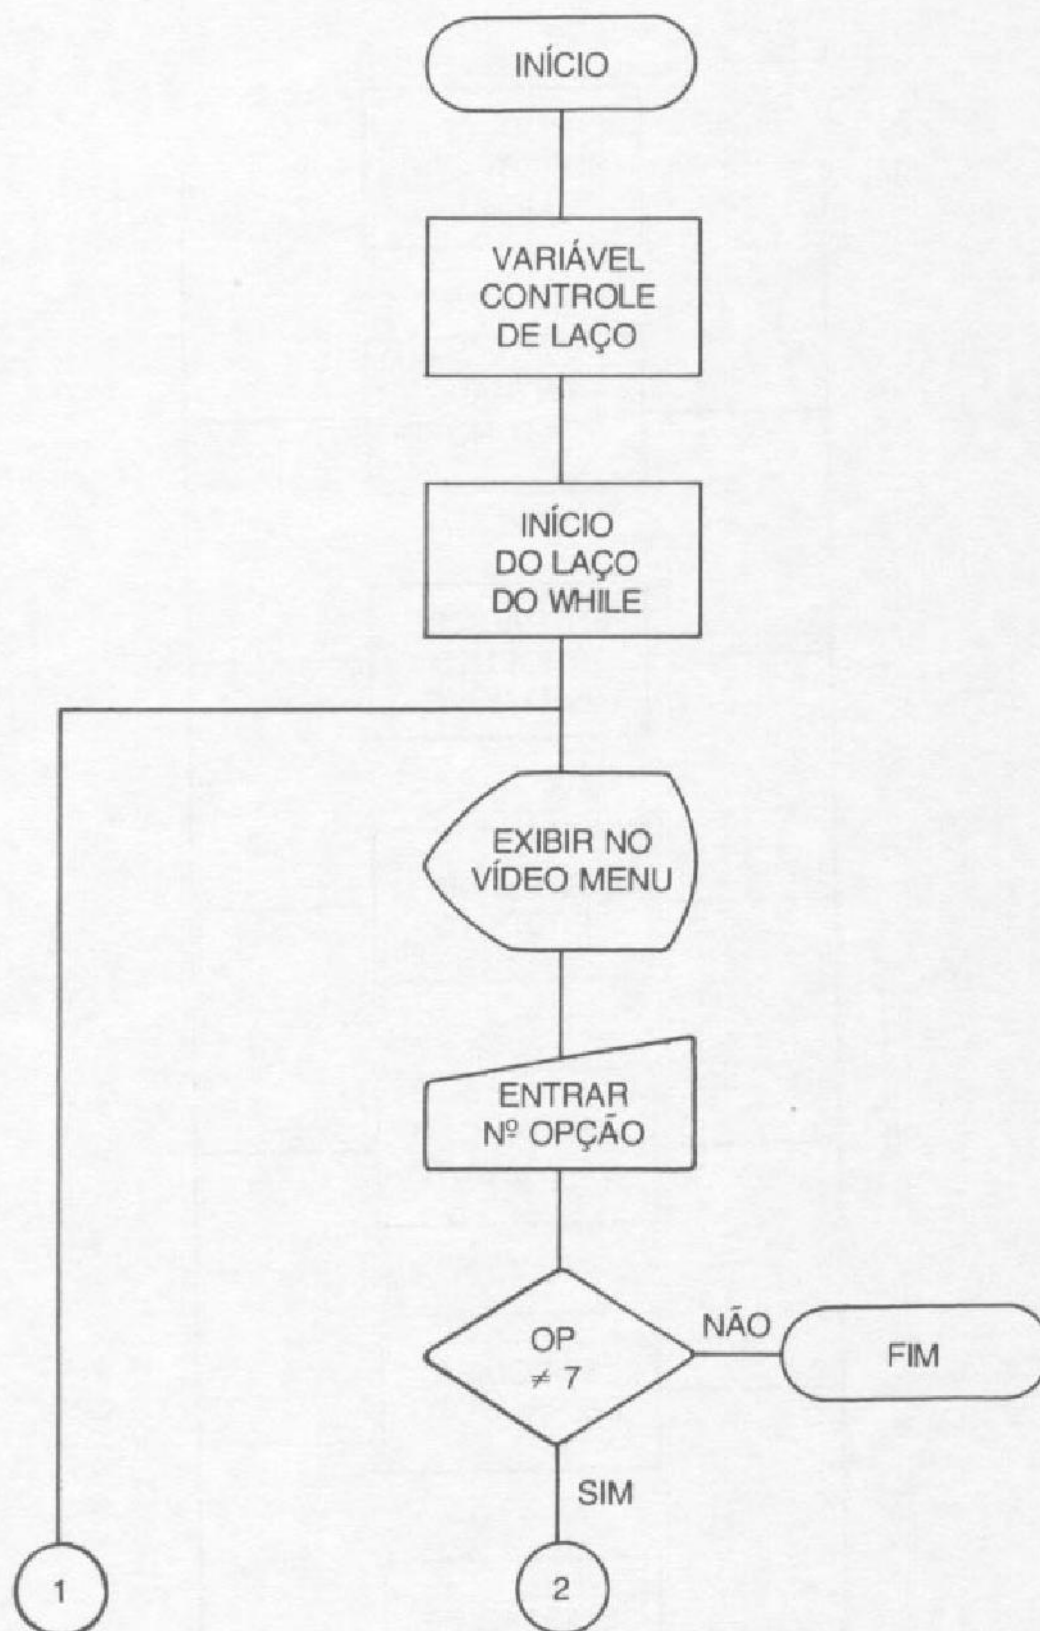 INÍCIO
VARIÁVEL
CONTROLE
DE LAÇO
INÍCIO
DO LAÇO
DO WHILE
EXIBIR NO
VÍDEO MENU
ENTRAR
Nº OPÇÃO
OP
≠ 7
NÃO
FIM
SIM
1
2